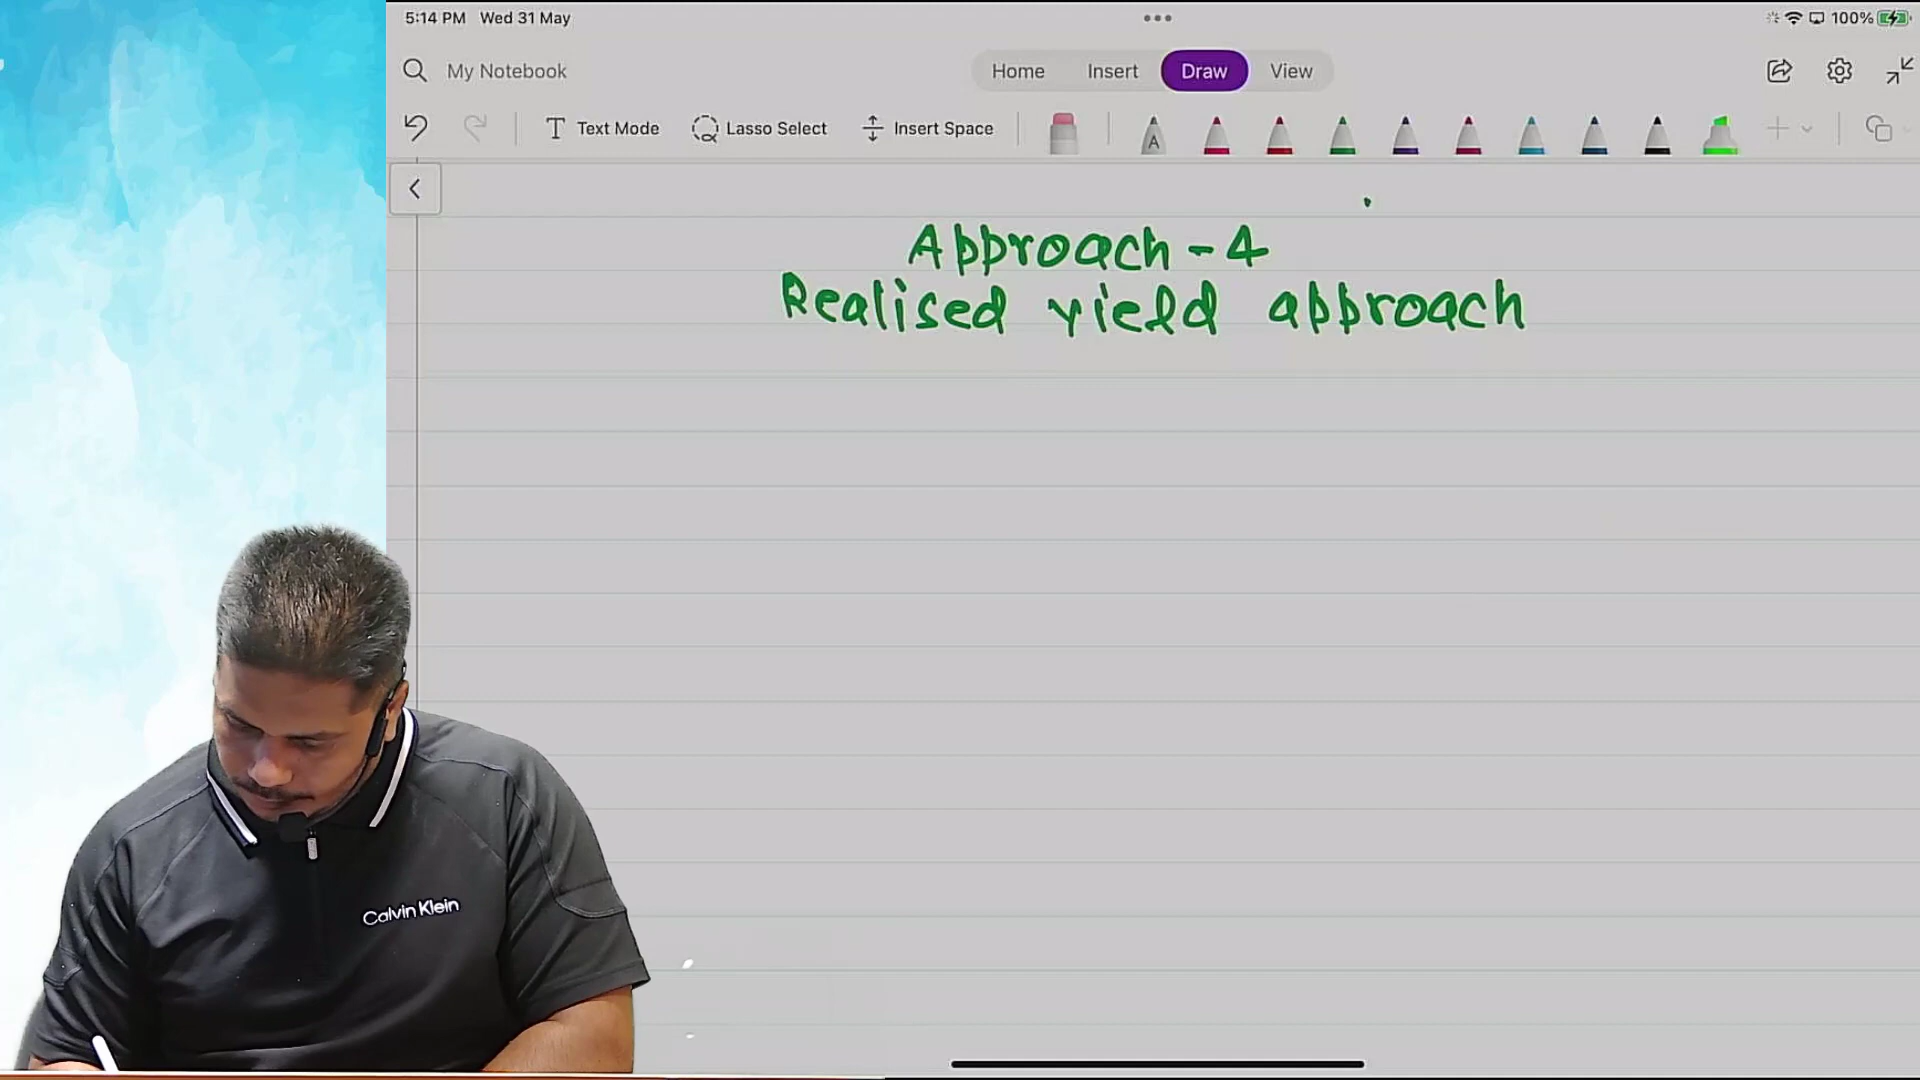 5:14 PM Wed 31 May
100%
My Notebook
Home Insert Draw View
Text Mode Lasso Select Insert Space
A
Approach - 4
Realised yield approach
Calvin Klein